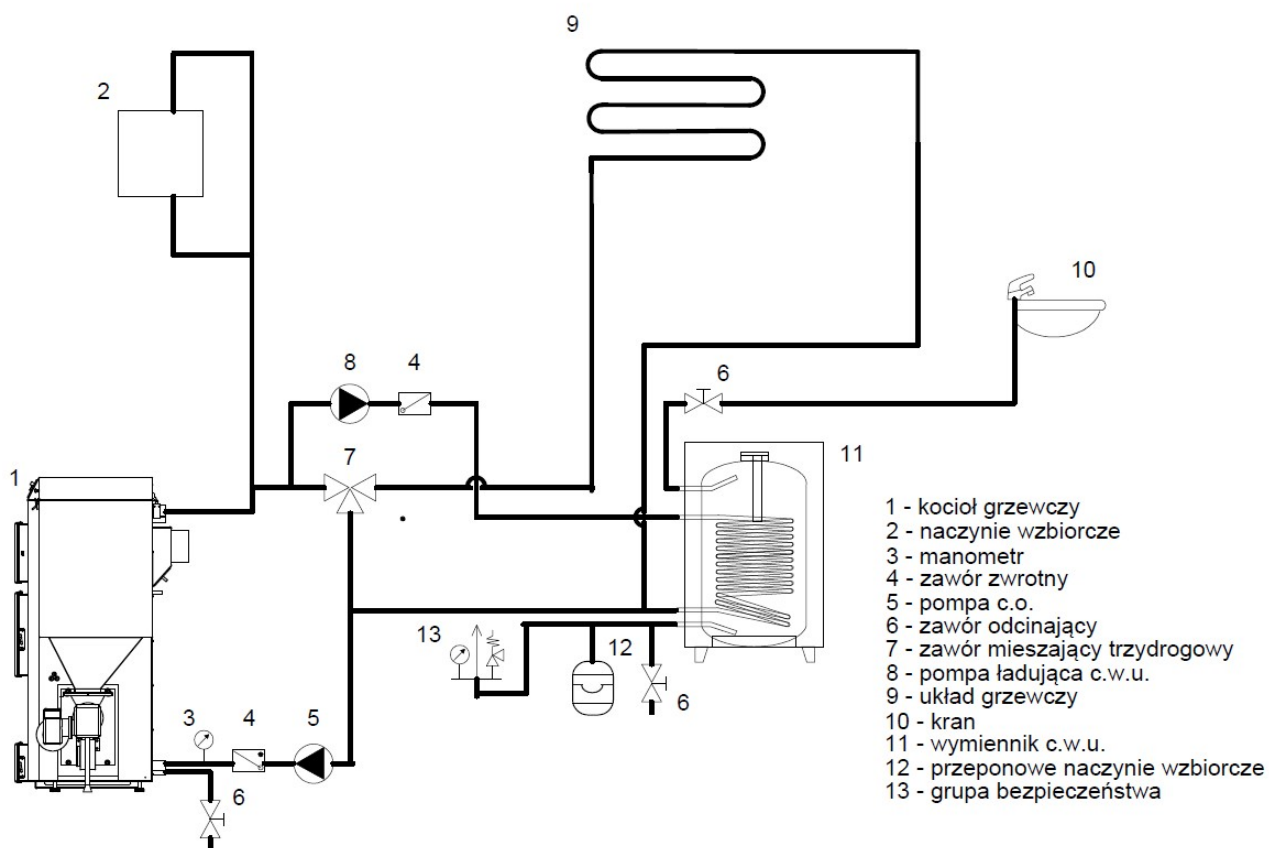 9
2
10
8
4
6
7
1
11
1 - kocioł grzewczy
2 - naczynie wzbiorcze
3 - manometr
4 - zawór zwrotny
5 - pompa c.o.
6 - zawór odcinający
7 - zawór mieszający trzydrogowy
8 - pompa ładująca c.w.u.
9 - układ grzewczy
10 - kran
11 - wymiennik c.w.u.
12 - przeponowe naczynie wzbiorcze
13 - grupa bezpieczeństwa
13
12
6
3
4
5
6